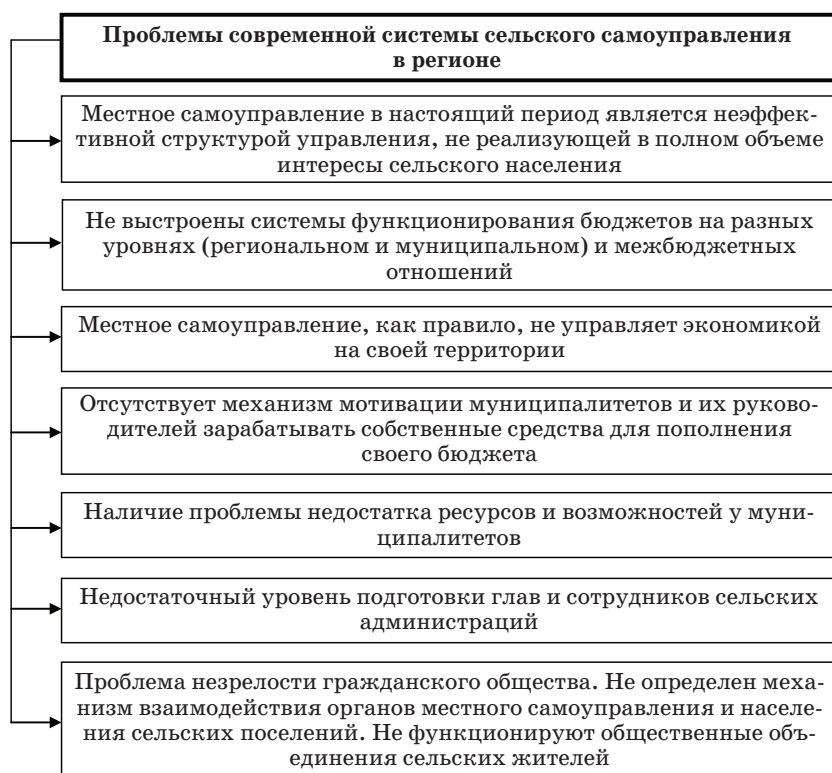 Проблемы современной системы сельского самоуправления
в регионе
Местное самоуправление в настоящий период является неэффек-
тивной структурой управления, не реализующей в полном объеме
интересы сельского населения
Не выстроены системы функционирования бюджетов на разных
уровнях (региональном и муниципальном) и межбюджетных
отношений
Местное самоуправление, как правило, не управляет экономикой
на своей территории
Отсутствует механизм мотивации муниципалитетов и их руково-
дителей зарабатывать собственные средства для пополнения
своего бюджета
Наличие проблемы недостатка ресурсов и возможностей у муни-
ципалитетов
Недостаточный уровень подготовки глав и сотрудников сельских
администраций
Проблема незрелости гражданского общества. Не определен меха-
низм взаимодействия органов местного самоуправления и населе-
ния сельских поселений. Не функционируют общественные объ-
единения сельских жителей